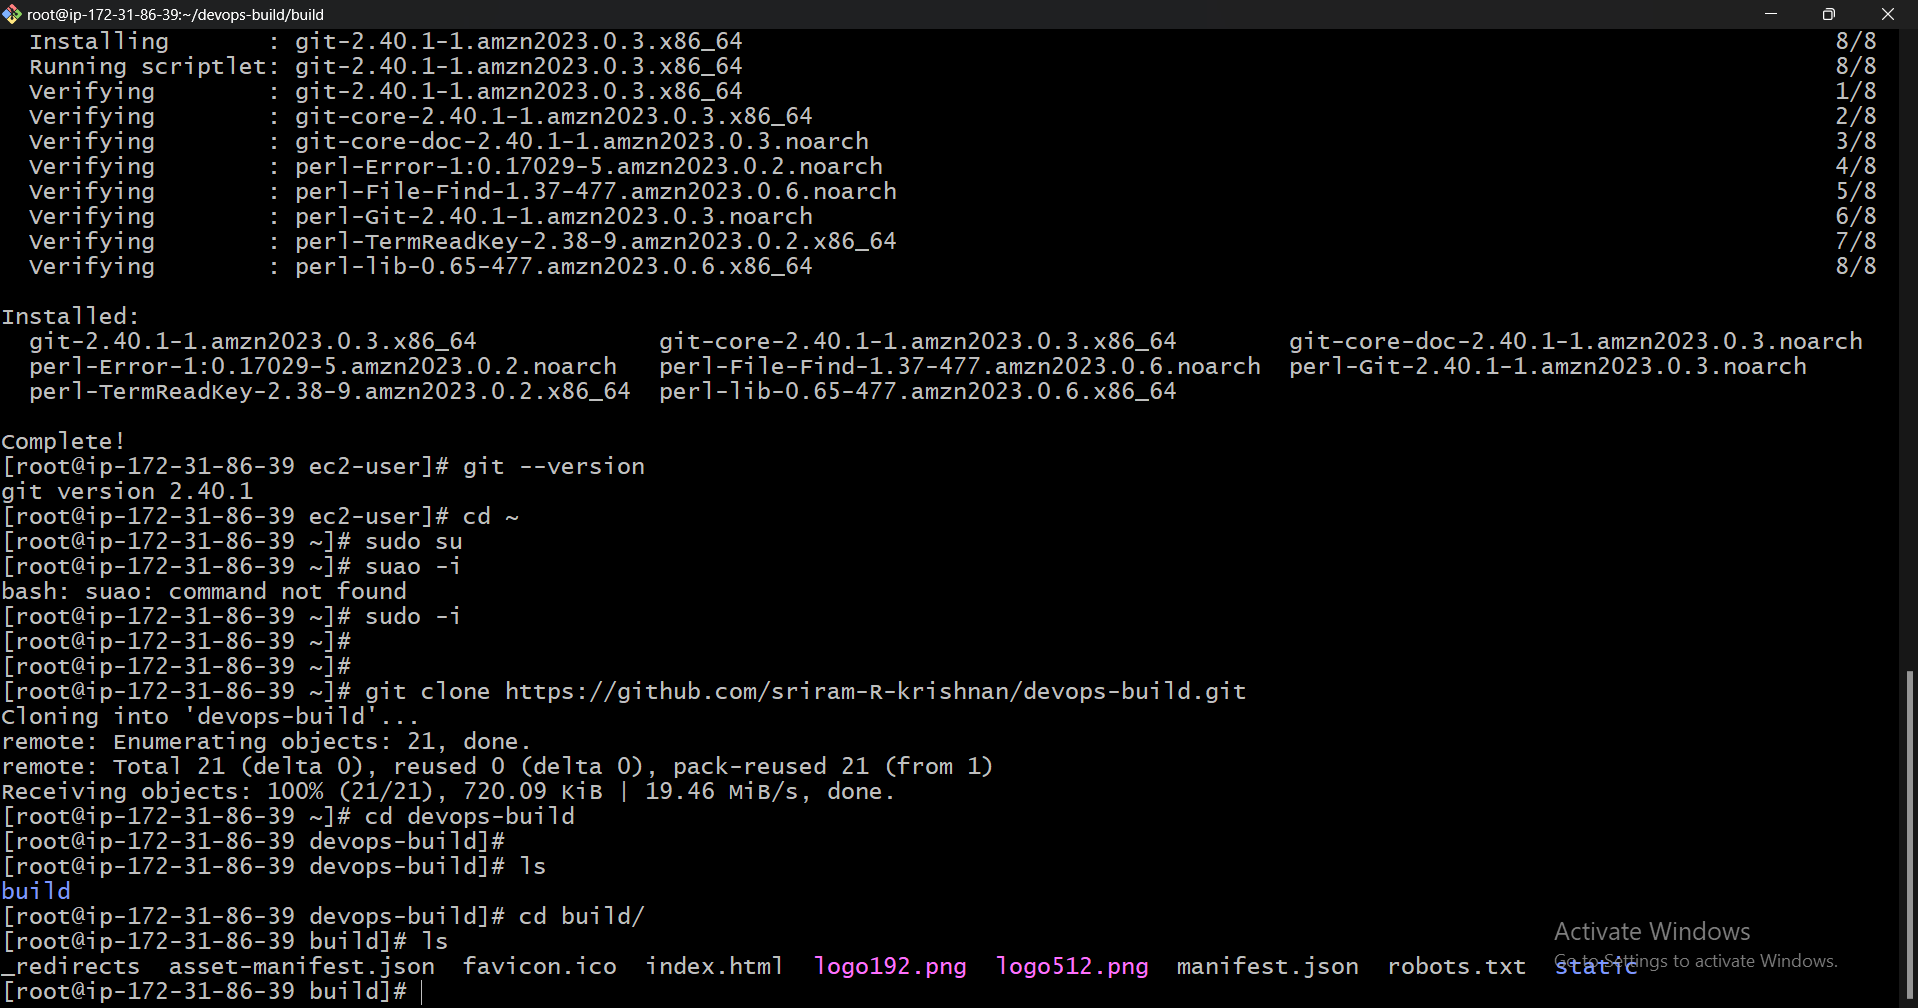 root@ip-172-31-86-39:~/devops-build/build
Installing : git-2.40.1-1.amzn2023.0.3.x86_64 8/8
Running scriptlet: git-2.40.1-1.amzn2023.0.3.x86_64 8/8
Verifying : git-2.40.1-1.amzn2023.0.3.x86_64 1/8
Verifying : git-core-2.40.1-1.amzn2023.0.3.x86_64 2/8
Verifying : git-core-doc-2.40.1-1.amzn2023.0.3.noarch 3/8
Verifying : perl-Error-1:0.17029-5.amzn2023.0.2.noarch 4/8
Verifying : perl-File-Find-1.37-477.amzn2023.0.6.noarch 5/8
Verifying : perl-Git-2.40.1-1.amzn2023.0.3.noarch 6/8
Verifying : perl-TermReadKey-2.38-9.amzn2023.0.2.x86_64 7/8
Verifying : perl-lib-0.65-477.amzn2023.0.6.x86_64 8/8
Installed:
git-2.40.1-1.amzn2023.0.3.x86_64 git-core-2.40.1-1.amzn2023.0.3.x86_64 git-core-doc-2.40.1-1.amzn2023.0.3.noarch
perl-Error-1:0.17029-5.amzn2023.0.2.noarch perl-File-Find-1.37-477.amzn2023.0.6.noarch perl-Git-2.40.1-1.amzn2023.0.3.noarch
perl-TermReadKey-2.38-9.amzn2023.0.2.x86_64 perl-lib-0.65-477.amzn2023.0.6.x86_64
Complete!
[root@ip-172-31-86-39 ec2-user]# git --version
git version 2.40.1
[root@ip-172-31-86-39 ec2-user]# cd ~
[root@ip-172-31-86-39 ~]# sudo su
[root@ip-172-31-86-39 ~]# suao -i
bash: suao: command not found
[root@ip-172-31-86-39 ~]# sudo -i
[root@ip-172-31-86-39 ~]#
[root@ip-172-31-86-39 ~]#
[root@ip-172-31-86-39 ~]# git clone https://github.com/sriram-R-krishnan/devops-build.git
Cloning into 'devops-build'...
remote: Enumerating objects: 21, done.
remote: Total 21 (delta 0), reused 0 (delta 0), pack-reused 21 (from 1)
Receiving objects: 100% (21/21), 720.09 KiB | 19.46 MiB/s, done.
[root@ip-172-31-86-39 ~]# cd devops-build
[root@ip-172-31-86-39 devops-build]#
[root@ip-172-31-86-39 devops-build]# ls
build
[root@ip-172-31-86-39 devops-build]# cd build/
[root@ip-172-31-86-39 build]# ls
_redirects asset-manifest.json favicon.ico index.html logo192.png logo512.png manifest.json robots.txt static
[root@ip-172-31-86-39 build]#
Activate Windows
Go to Settings to activate Windows.